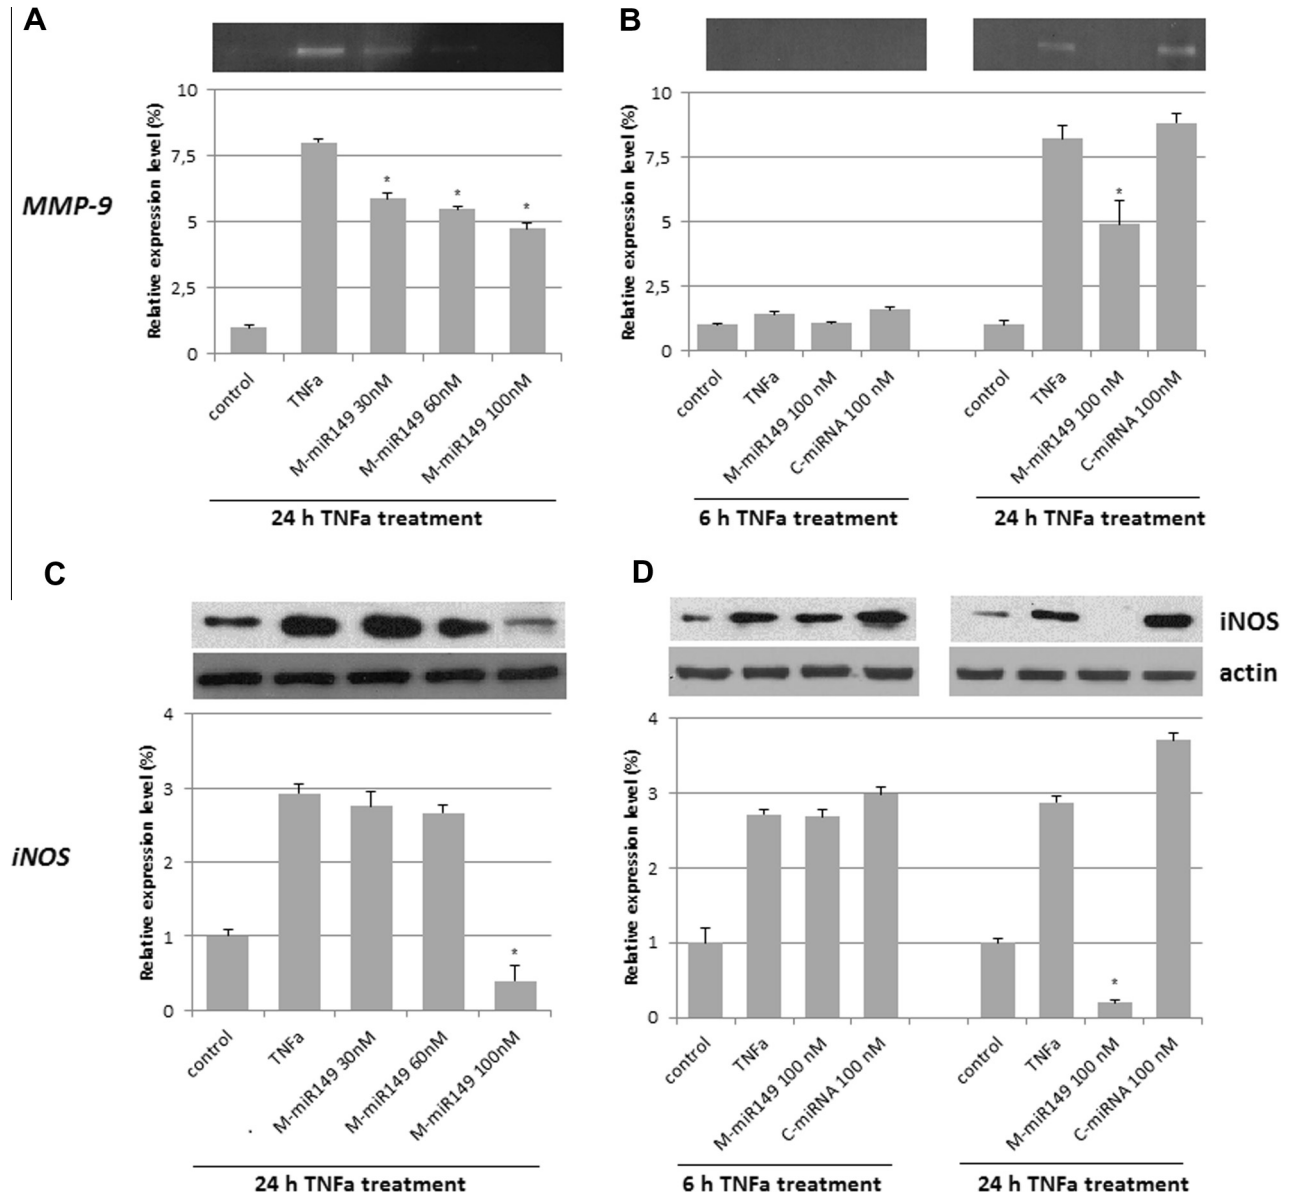 A
MMP-9
Relative expression level (%)
10
7,5
5
2,5
0
*
*
*
control
TNFa
M-miR149 30nM
M-miR149 60nM
M-miR149 100nM
24 h TNFa treatment
B
Relative expression level (%)
10
7,5
5
2,5
0
*
control
TNFa
M-miR149 100 nM
C-miRNA 100 nM
control
TNFa
M-miR149 100 nM
C-miRNA 100nM
6 h TNFa treatment
24 h TNFa treatment
C
iNOS
Relative expression level (%)
4
3
2
1
0
*
control
TNFa
M-miR149 30nM
M-miR149 60nM
M-miR149 100nM
24 h TNFa treatment
D
iNOS
actin
Relative expression level (%)
4
3
2
1
0
*
control
TNFa
M-miR149 100 nM
C-miRNA 100 nM
control
TNFa
M-miR149 100 nM
C-miRNA 100 nM
6 h TNFa treatment
24 h TNFa treatment